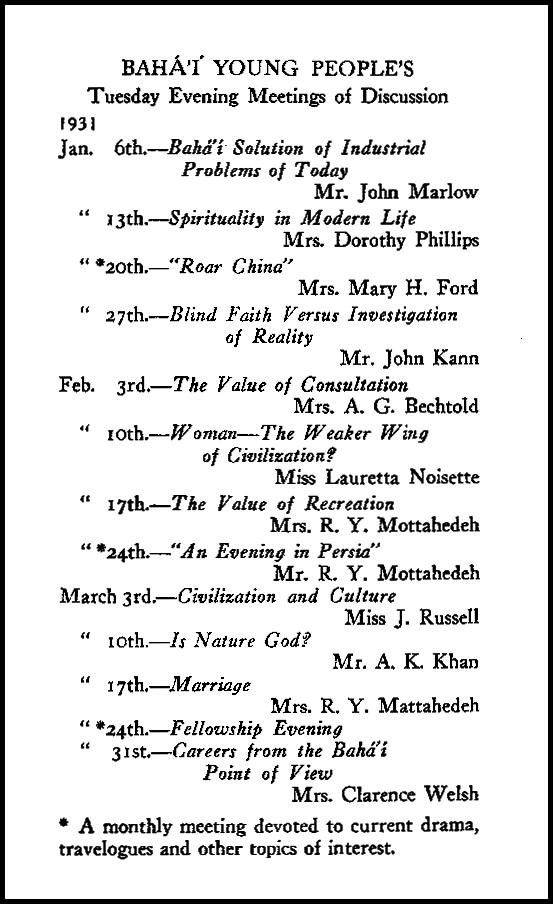 BAHÁ'Í YOUNG PEOPLE'S
Tuesday Evening Meetings of Discussion
1931
Jan. 6th.—Bahá'í Solution of Industrial
Problems of Today
Mr. John Marlow
“ 13th.—Spirituality in Modern Life
Mrs. Dorothy Phillips
“ *20th.—“Roar China”
Mrs. Mary H. Ford
“ 27th.—Blind Faith Versus Investigation
of Reality
Mr. John Kann
Feb. 3rd.—The Value of Consultation
Mrs. A. G. Bechtold
“ 10th.—Woman—The Weaker Wing
of Civilization?
Miss Lauretta Noisette
“ 17th.—The Value of Recreation
Mrs. R. Y. Mottahedeh
“ *24th.—“An Evening in Persia”
Mr. R. Y. Mottahedeh
March 3rd.—Civilization and Culture
Miss J. Russell
“ 10th.—Is Nature God?
Mr. A. K. Khan
“ 17th.—Marriage
Mrs. R. Y. Mattahedeh
“ *24th.—Fellowship Evening
“ 31st.—Careers from the Bahá'í
Point of View
Mrs. Clarence Welsh
* A monthly meeting devoted to current drama,
travelogues and other topics of interest.